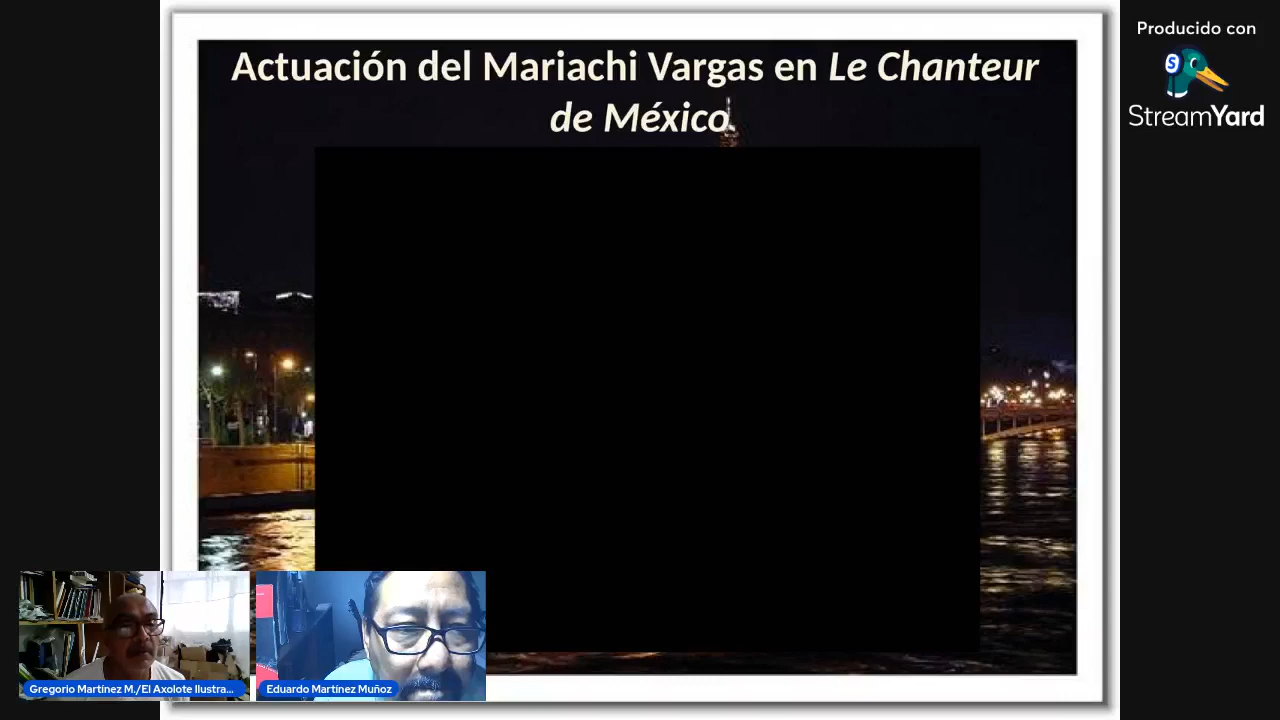 Actuación del Mariachi Vargas en Le Chanteur
de México.
Producido con
S
StreamYard
Gregorio Martínez M./El Axolote Ilustra...
Eduardo Martínez Muñoz